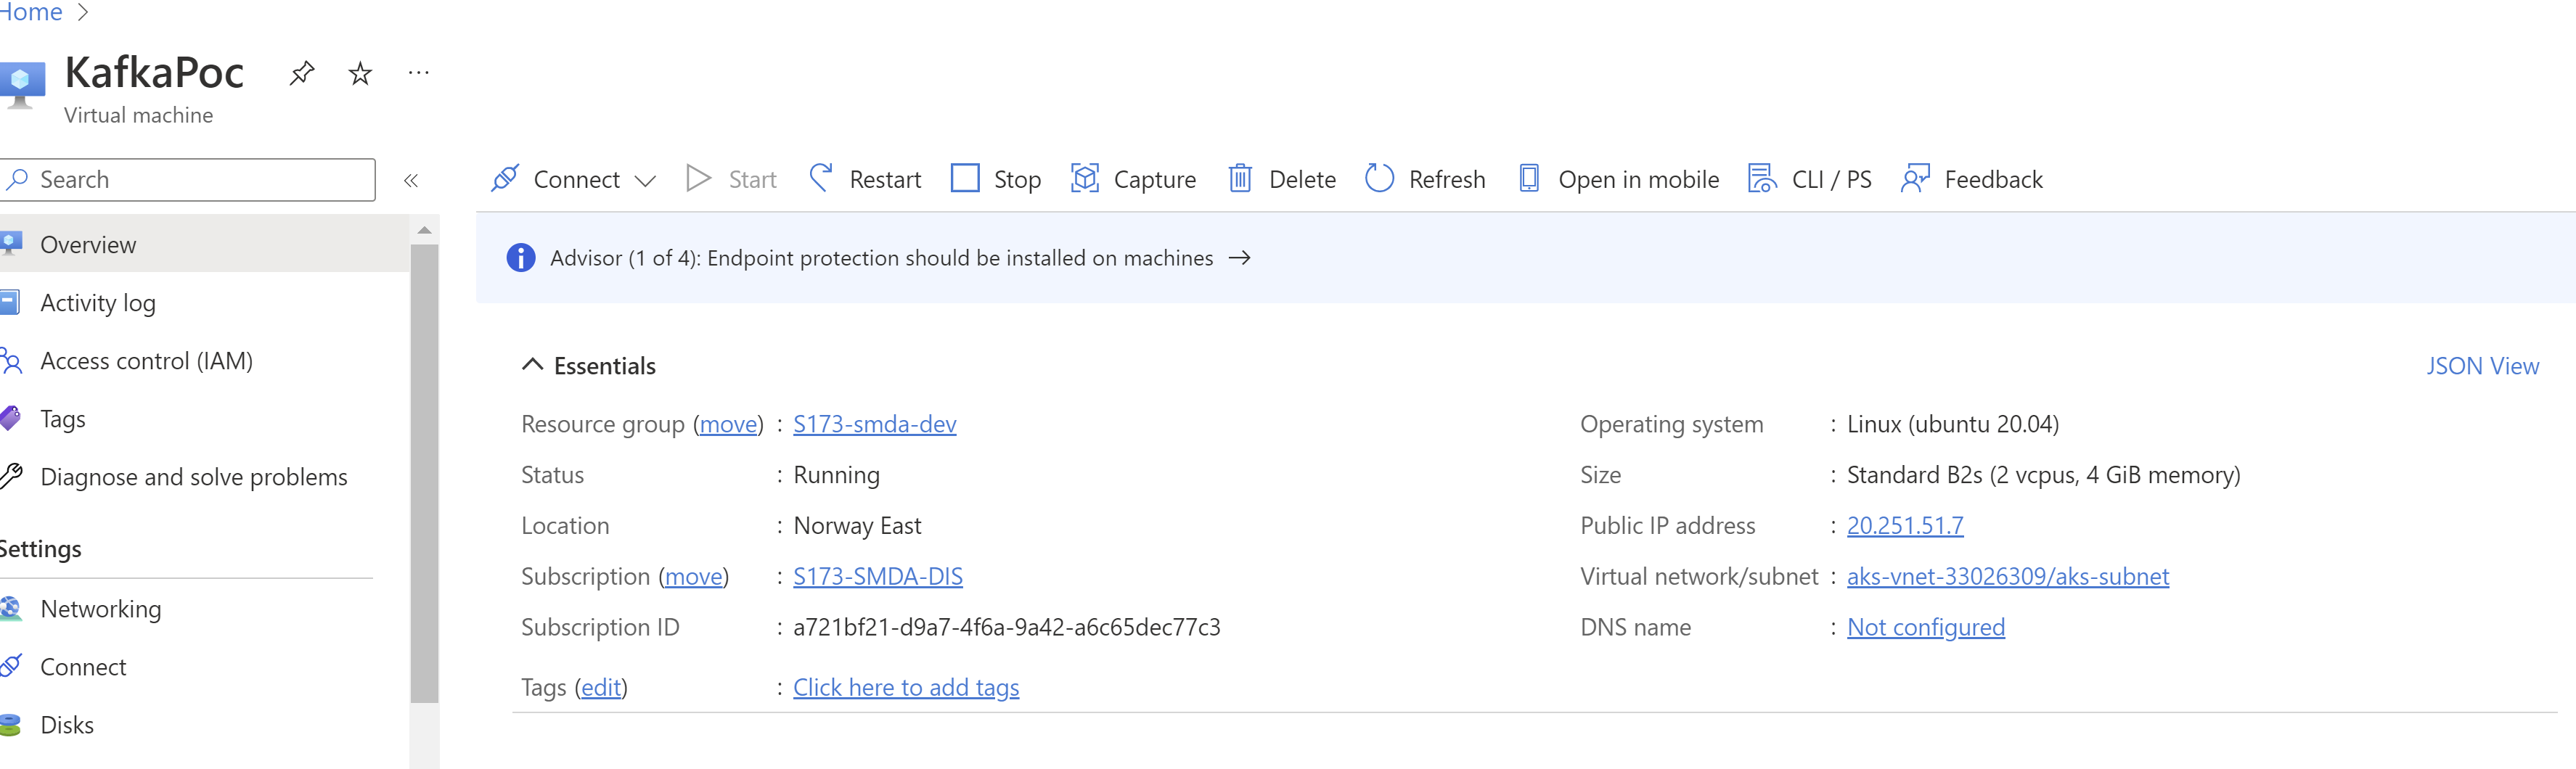 Home >
KafkaPoc
Virtual machine
Search
Connect Start Restart Stop Capture Delete Refresh Open in mobile CLI / PS Feedback
Overview
Activity log
Access control (IAM)
Tags
Diagnose and solve problems
Settings
Networking
Connect
Disks
Advisor (1 of 4): Endpoint protection should be installed on machines →
Essentials
JSON View
Resource group (move) : S173-smda-dev
Status : Running
Location : Norway East
Subscription (move) : S173-SMDA-DIS
Subscription ID : a721bf21-d9a7-4f6a-9a42-a6c65dec77c3
Tags (edit) : Click here to add tags
Operating system : Linux (ubuntu 20.04)
Size : Standard B2s (2 vcpus, 4 GiB memory)
Public IP address : 20.251.51.7
Virtual network/subnet : aks-vnet-33026309/aks-subnet
DNS name : Not configured